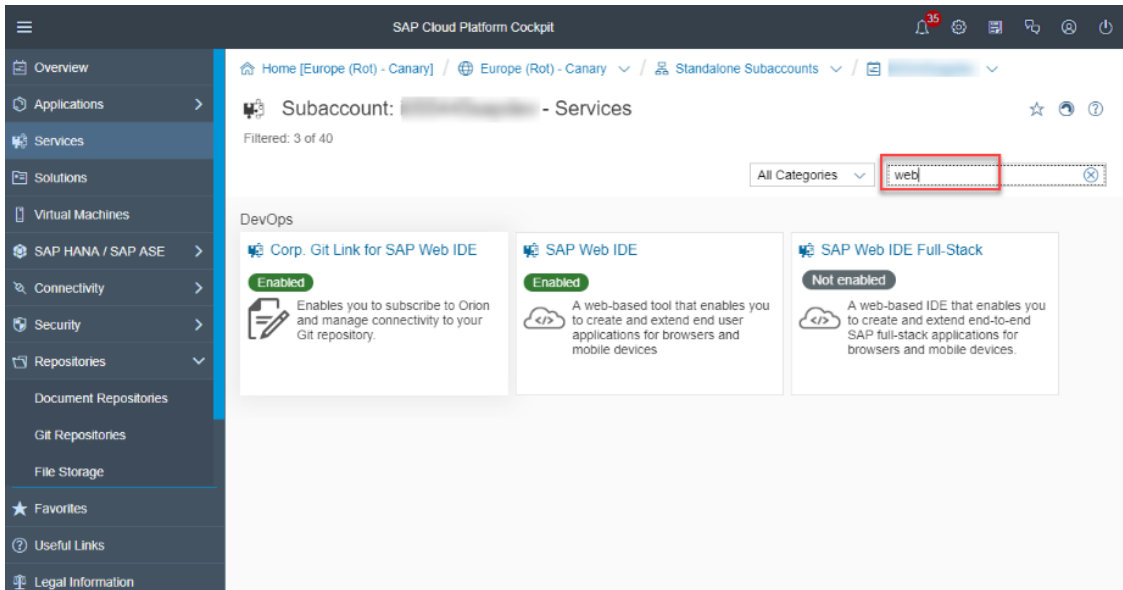 SAP Cloud Platform Cockpit
35
Overview
Applications
Services
Solutions
Virtual Machines
SAP HANA / SAP ASE
Connectivity
Security
Repositories
Document Repositories
Git Repositories
File Storage
Favorites
Useful Links
Legal Information
Home [Europe (Rot) - Canary] / Europe (Rot) - Canary / Standalone Subaccounts /
Subaccount: - Services
Filtered: 3 of 40
All Categories
web
DevOps
Corp. Git Link for SAP Web IDE
Enabled
Enables you to subscribe to Orion
and manage connectivity to your
Git repository.
SAP Web IDE
Enabled
A web-based tool that enables you
to create and extend end user
applications for browsers and
mobile devices
SAP Web IDE Full-Stack
Not enabled
A web-based IDE that enables you
to create and extend end-to-end
SAP full-stack applications for
browsers and mobile devices.